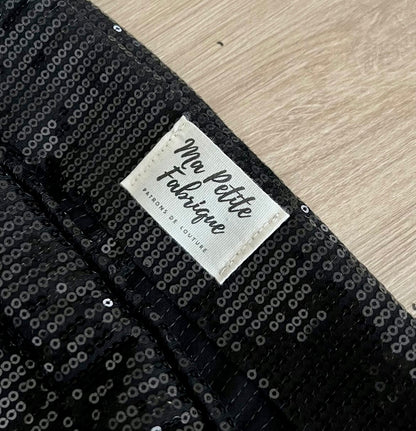 Ma Petite
Fabrique
PATRONS DE COUTURE